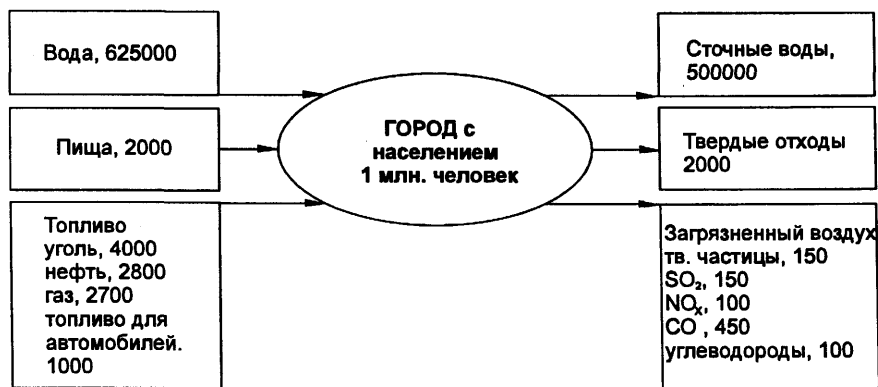 Вода, 625000
Пища, 2000
Топливо
уголь, 4000
нефть, 2800
газ, 2700
топливо для
автомобилей.
1000
ГОРОД с
населением
1 млн. человек
Сточные воды,
500000
Твердые отходы
2000
Загрязненный воздух
тв. частицы, 150
SO₂, 150
NOₓ, 100
CO , 450
углеводороды, 100